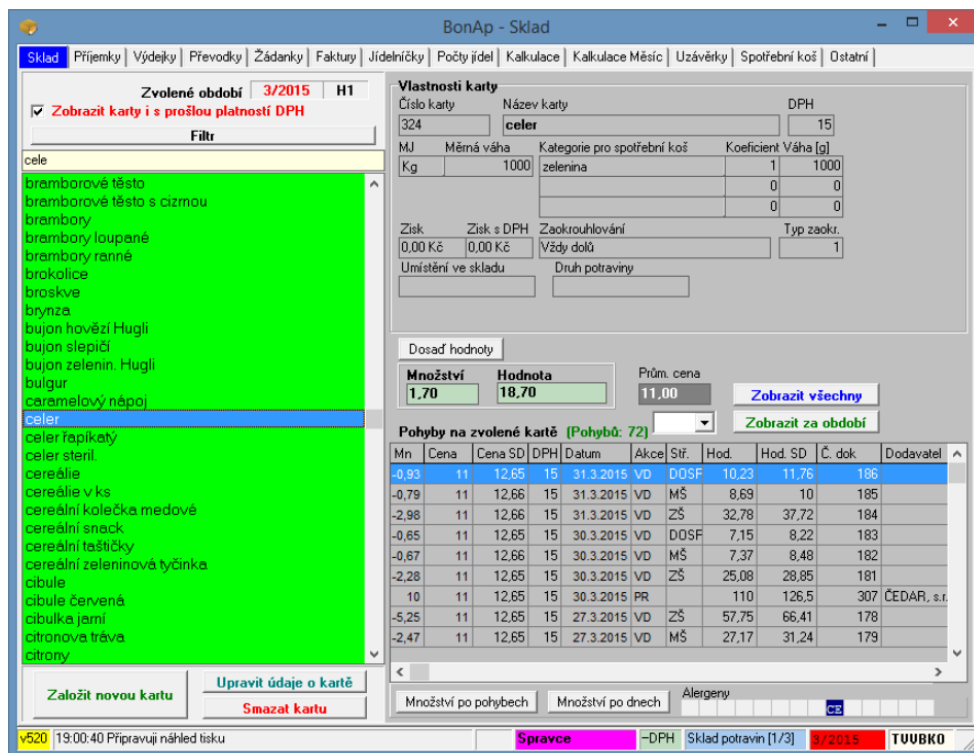 BonAp - Sklad
Sklad Příjemky Výdejky Převodky Žádanky Faktury Jídelníčky Počty jídel Kalkulace Kalkulace Měsíc Uzávěrky Spotřební koš Ostatní
Zvolené období 3/2015 H1
Zobrazit karty i s prošlou platností DPH
Filtr
cele
bramborové těsto
bramborové těsto s cizrnou
brambory
brambory loupané
brambory ranné
brokolice
broskve
brynza
bujon hovězí Hugli
bujon slepičí
bujon zelenin. Hugli
bulgur
caramelový nápoj
celer
celer řapíkatý
celer steril.
cereálie
cereálie v ks
cereální kolečka medové
cereální snack
cereální taštičky
cereální zeleninová tyčinka
cibule
cibule červená
cibulka jarní
citronova tráva
citrony
Založit novou kartu
Upravit údaje o kartě
Smazat kartu
Vlastnosti karty
Číslo karty Název karty DPH
324 celer 15
MJ Měrná váha Kategorie pro spotřební koš Koeficient Váha [g]
Kg 1000 zelenina 1 1000
0 0
0 0
Zisk Zisk s DPH Zaokrouhlování Typ zaokr.
0,00 Kč 0,00 Kč Vždy dolů 1
Umístění ve skladu Druh potraviny
Dosaď hodnoty
Množství Hodnota Prům. cena
1,70 18,70 11,00
Zobrazit všechny
Zobrazit za období
Pohyby na zvolené kartě (Pohybů: 72)
Mn Cena Cena SD DPH Datum Akce Stř. Hod. Hod. SD Č. dok Dodavatel
-0,93 11 12,65 15 31.3.2015 VD DOSF 10,23 11,76 186
-0,79 11 12,66 15 31.3.2015 VD MŠ 8,69 10 185
-2,98 11 12,66 15 31.3.2015 VD ZŠ 32,78 37,72 184
-0,65 11 12,65 15 30.3.2015 VD DOSF 7,15 8,22 183
-0,67 11 12,66 15 30.3.2015 VD MŠ 7,37 8,48 182
-2,28 11 12,65 15 30.3.2015 VD ZŠ 25,08 28,85 181
10 11 12,65 15 30.3.2015 PR 110 126,5 307 ČEDAR, s.r.
-5,25 11 12,65 15 27.3.2015 VD ZŠ 57,75 66,41 178
-2,47 11 12,65 15 27.3.2015 VD MŠ 27,17 31,24 179
Množství po pohybech Množství po dnech Alergeny CE
v520 19:00:40 Připravuji náhled tisku Spravce -DPH Sklad potravin [1/3] 3/2015 TUVBKO